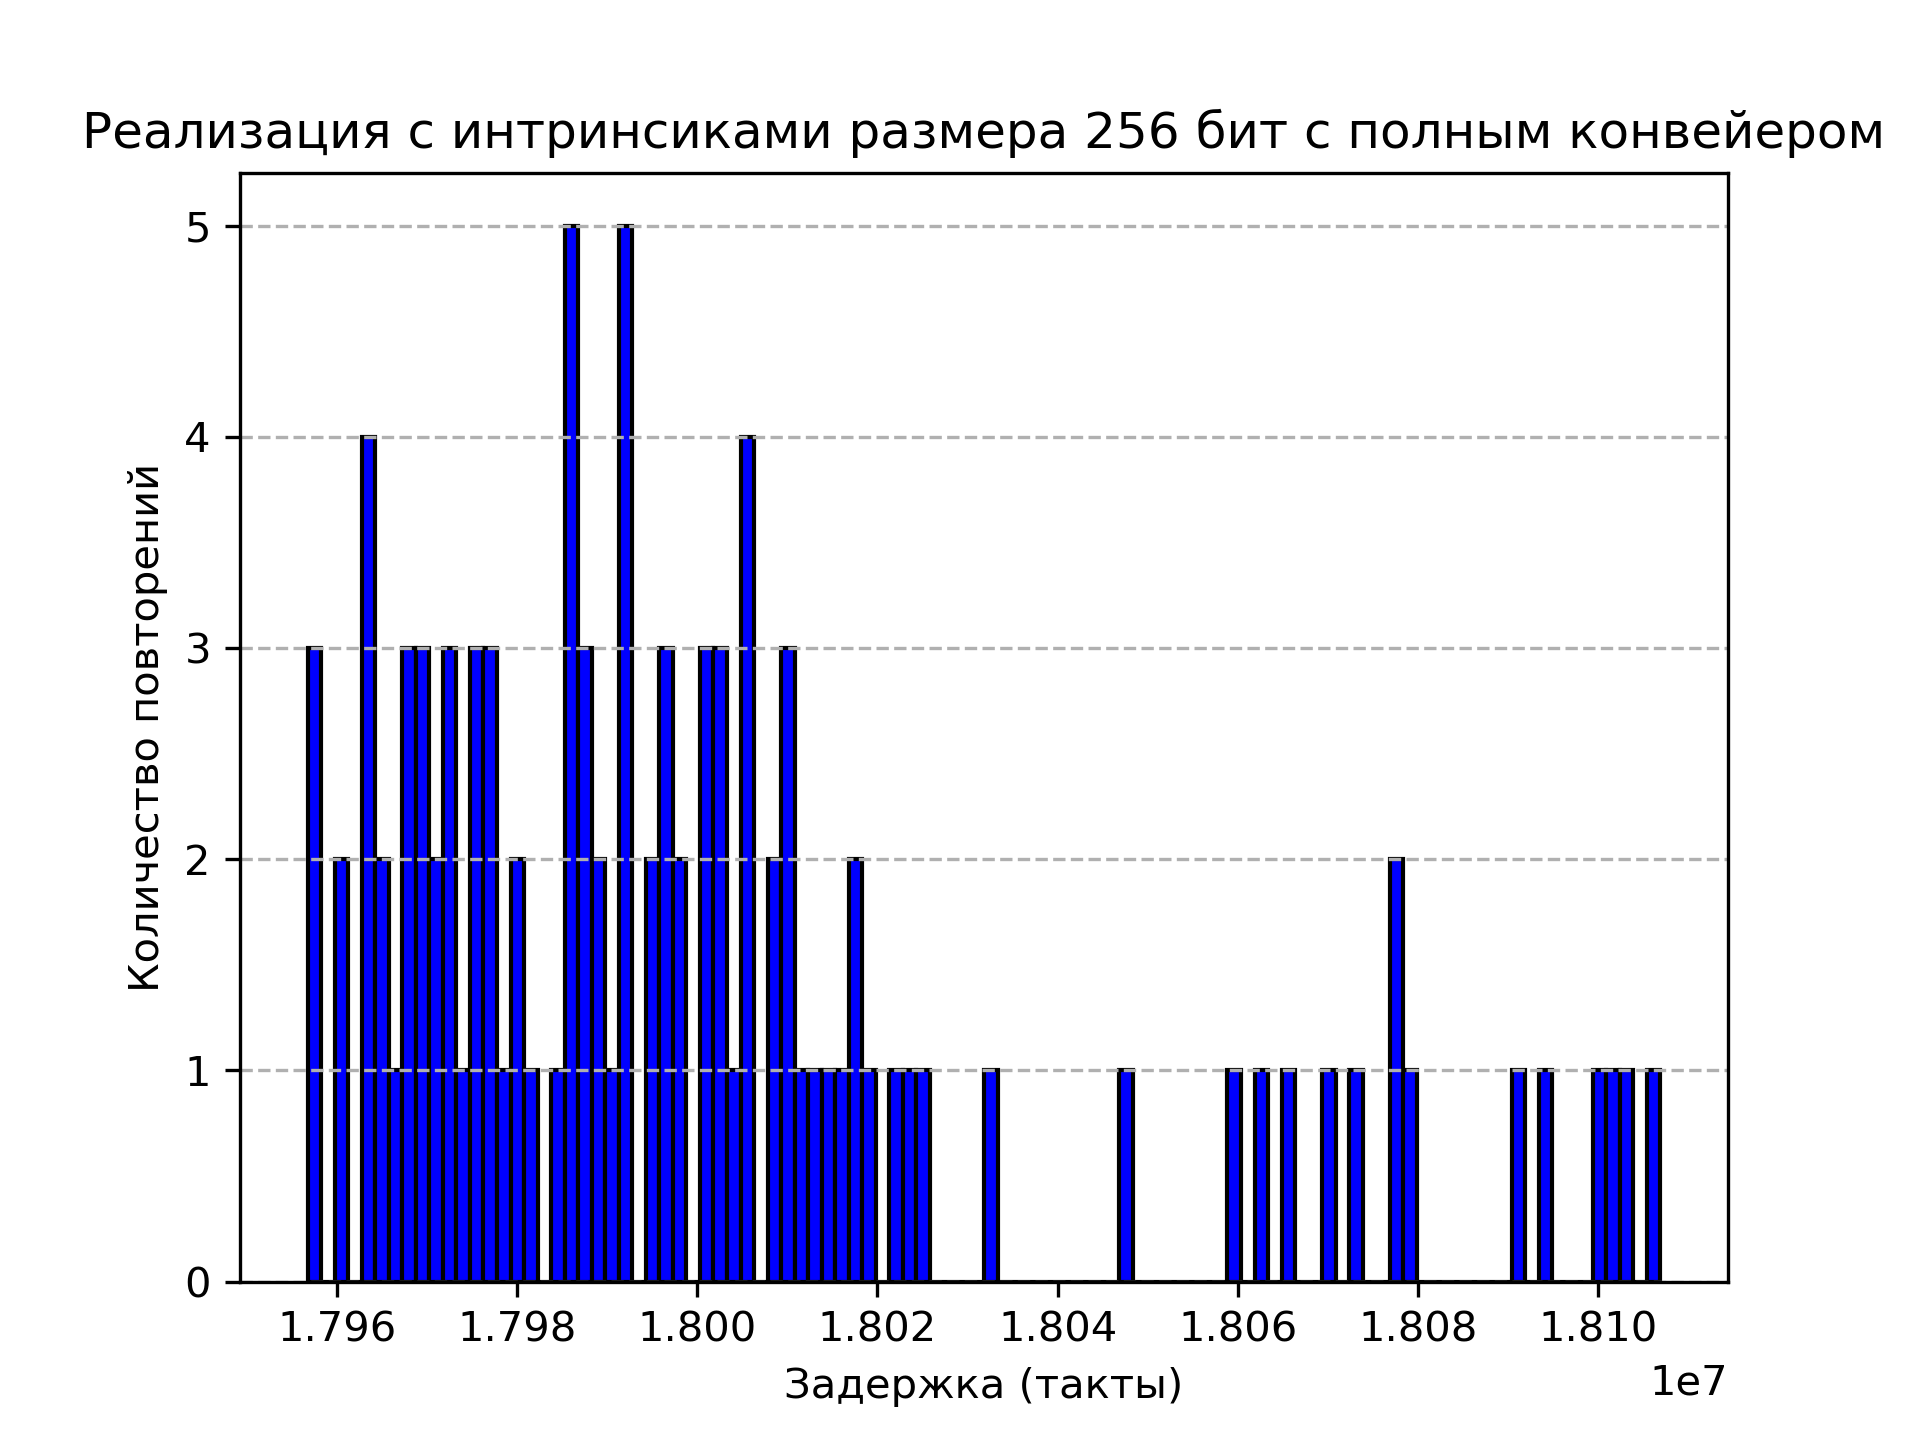 Реализация с интринсиками размера 256 бит с полным конвейером
5
4
3
2
1
0
Количество повторений
1.796 1.798 1.800 1.802 1.804 1.806 1.808 1.810
1e7
Задержка (такты)